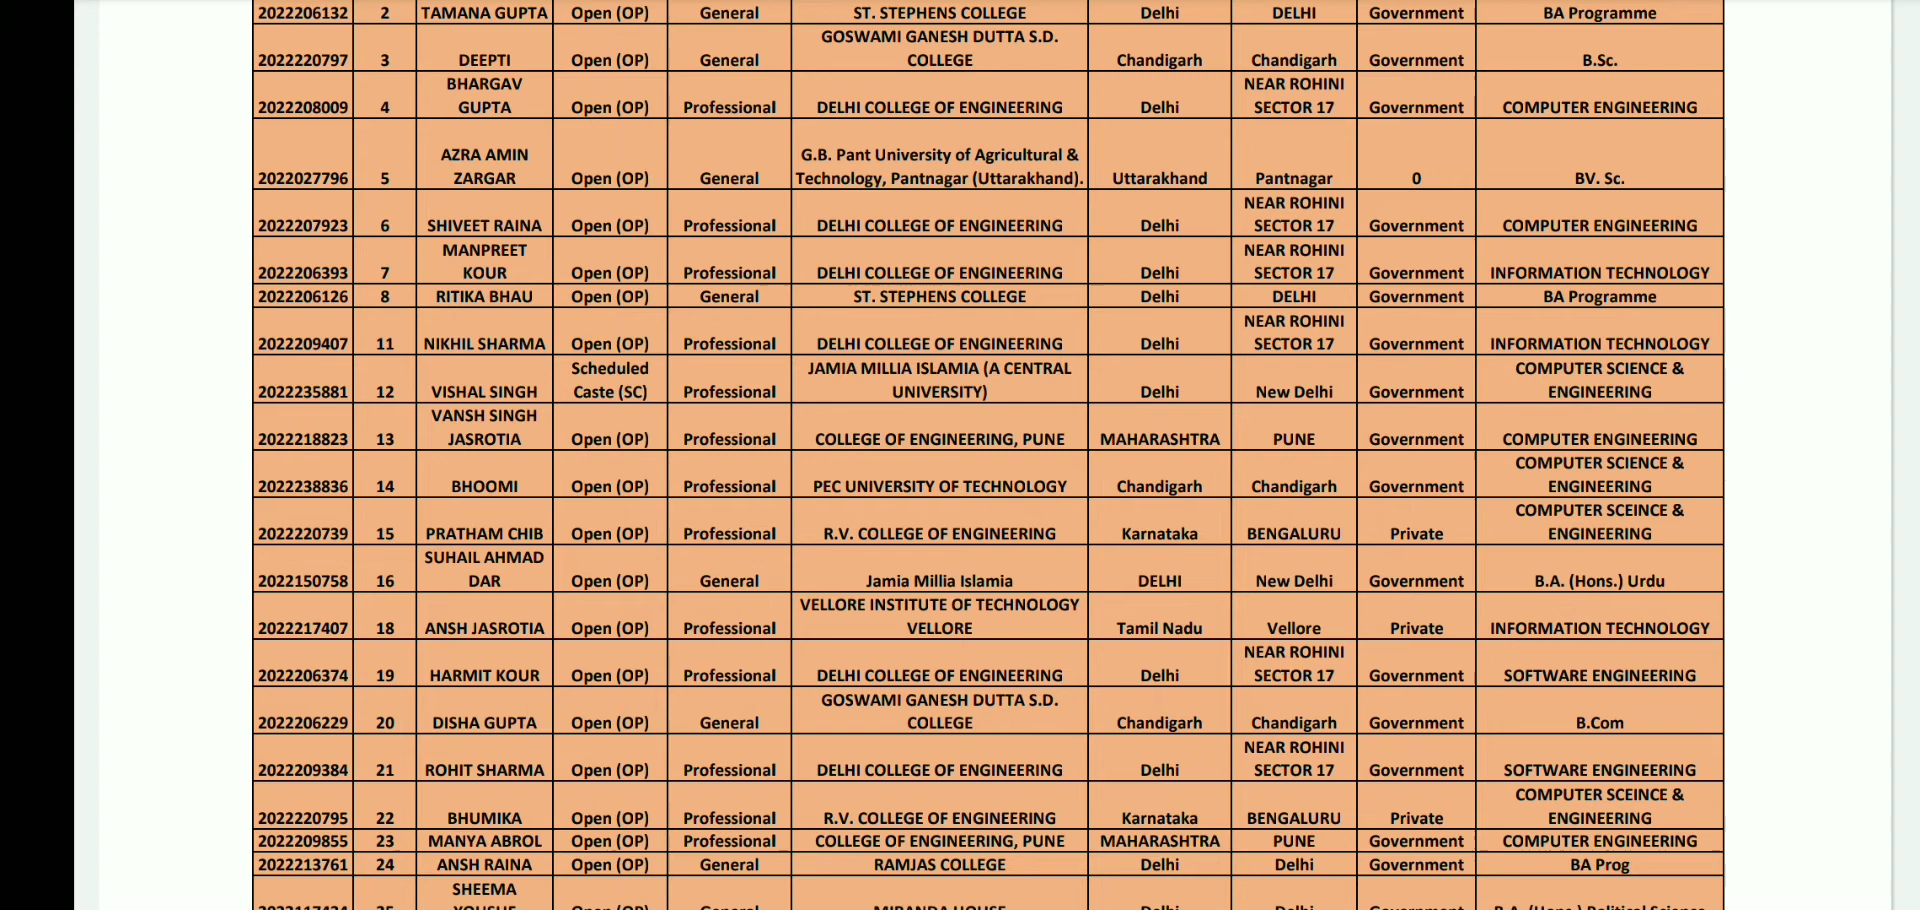 2022206132 2 TAMANA GUPTA Open (OP) General ST. STEPHENS COLLEGE Delhi DELHI Government BA Programme
GOSWAMI GANESH DUTTA S.D.
2022220797 3 DEEPTI Open (OP) General COLLEGE Chandigarh Chandigarh Government B.Sc.
BHARGAV NEAR ROHINI
2022208009 4 GUPTA Open (OP) Professional DELHI COLLEGE OF ENGINEERING Delhi SECTOR 17 Government COMPUTER ENGINEERING
AZRA AMIN G.B. Pant University of Agricultural &
2022027796 5 ZARGAR Open (OP) General Technology, Pantnagar (Uttarakhand). Uttarakhand Pantnagar 0 BV. Sc.
NEAR ROHINI
2022207923 6 SHIVEET RAINA Open (OP) Professional DELHI COLLEGE OF ENGINEERING Delhi SECTOR 17 Government COMPUTER ENGINEERING
MANPREET NEAR ROHINI
2022206393 7 KOUR Open (OP) Professional DELHI COLLEGE OF ENGINEERING Delhi SECTOR 17 Government INFORMATION TECHNOLOGY
2022206126 8 RITIKA BHAU Open (OP) General ST. STEPHENS COLLEGE Delhi DELHI Government BA Programme
NEAR ROHINI
2022209407 11 NIKHIL SHARMA Open (OP) Professional DELHI COLLEGE OF ENGINEERING Delhi SECTOR 17 Government INFORMATION TECHNOLOGY
Scheduled JAMIA MILLIA ISLAMIA (A CENTRAL COMPUTER SCIENCE &
2022235881 12 VISHAL SINGH Caste (SC) Professional UNIVERSITY) Delhi New Delhi Government ENGINEERING
VANSH SINGH
2022218823 13 JASROTIA Open (OP) Professional COLLEGE OF ENGINEERING, PUNE MAHARASHTRA PUNE Government COMPUTER ENGINEERING
COMPUTER SCIENCE &
2022238836 14 BHOOMI Open (OP) Professional PEC UNIVERSITY OF TECHNOLOGY Chandigarh Chandigarh Government ENGINEERING
COMPUTER SCEINCE &
2022220739 15 PRATHAM CHIB Open (OP) Professional R.V. COLLEGE OF ENGINEERING Karnataka BENGALURU Private ENGINEERING
SUHAIL AHMAD
2022150758 16 DAR Open (OP) General Jamia Millia Islamia DELHI New Delhi Government B.A. (Hons.) Urdu
VELLORE INSTITUTE OF TECHNOLOGY
2022217407 18 ANSH JASROTIA Open (OP) Professional VELLORE Tamil Nadu Vellore Private INFORMATION TECHNOLOGY
NEAR ROHINI
2022206374 19 HARMIT KOUR Open (OP) Professional DELHI COLLEGE OF ENGINEERING Delhi SECTOR 17 Government SOFTWARE ENGINEERING
GOSWAMI GANESH DUTTA S.D.
2022206229 20 DISHA GUPTA Open (OP) General COLLEGE Chandigarh Chandigarh Government B.Com
NEAR ROHINI
2022209384 21 ROHIT SHARMA Open (OP) Professional DELHI COLLEGE OF ENGINEERING Delhi SECTOR 17 Government SOFTWARE ENGINEERING
COMPUTER SCEINCE &
2022220795 22 BHUMIKA Open (OP) Professional R.V. COLLEGE OF ENGINEERING Karnataka BENGALURU Private ENGINEERING
2022209855 23 MANYA ABROL Open (OP) Professional COLLEGE OF ENGINEERING, PUNE MAHARASHTRA PUNE Government COMPUTER ENGINEERING
2022213761 24 ANSH RAINA Open (OP) General RAMJAS COLLEGE Delhi Delhi Government BA Prog
SHEEMA
Open (OP) General MIRANDA HOUSE Delhi Delhi Government B.A. (Hons.) Political Science